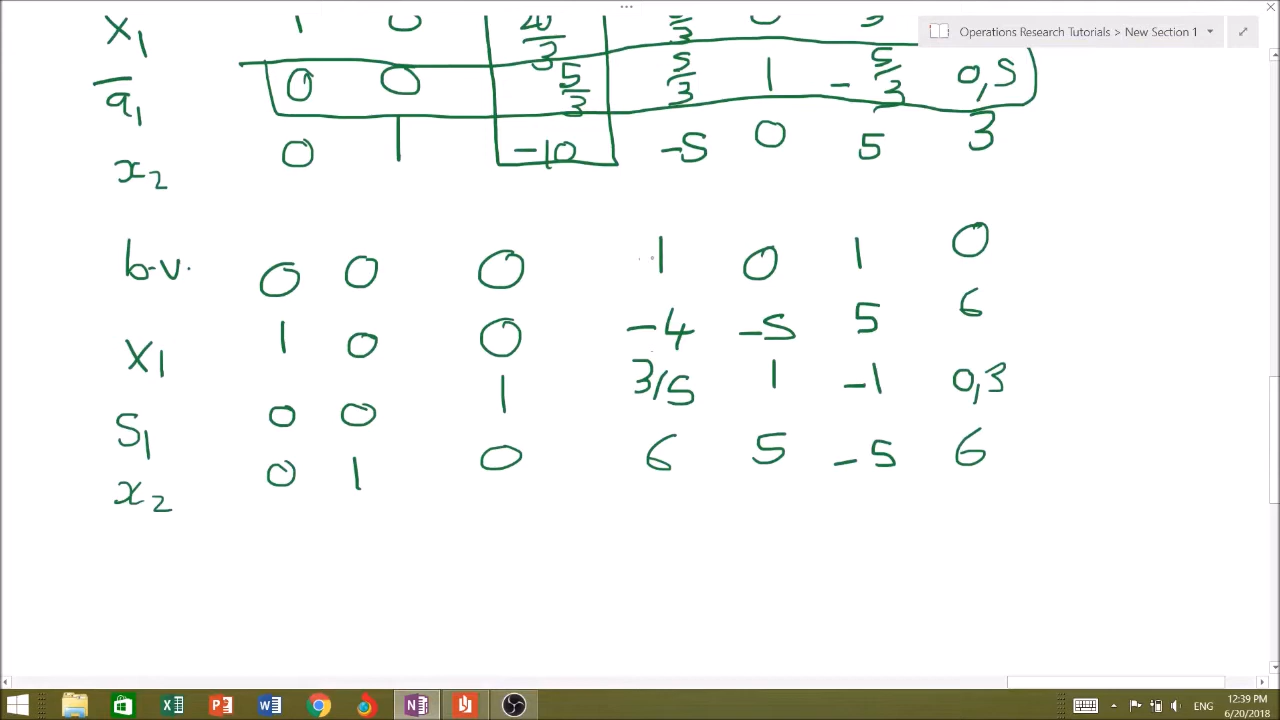 Operations Research Tutorials > New Section 1
x1 1 0 20/3 5/3 0
a1 0 0 5/3 5/3 1 -5/3 0,5
x2 0 1 -10 -5 0 5 3
b.v. 0 0 0 1 0 1 0
x1 1 0 0 -4 -5 5 6
s1 0 0 1 3/5 1 -1 0,3
x2 0 1 0 6 5 -5 6
12:39 PM
ENG
6/20/2018